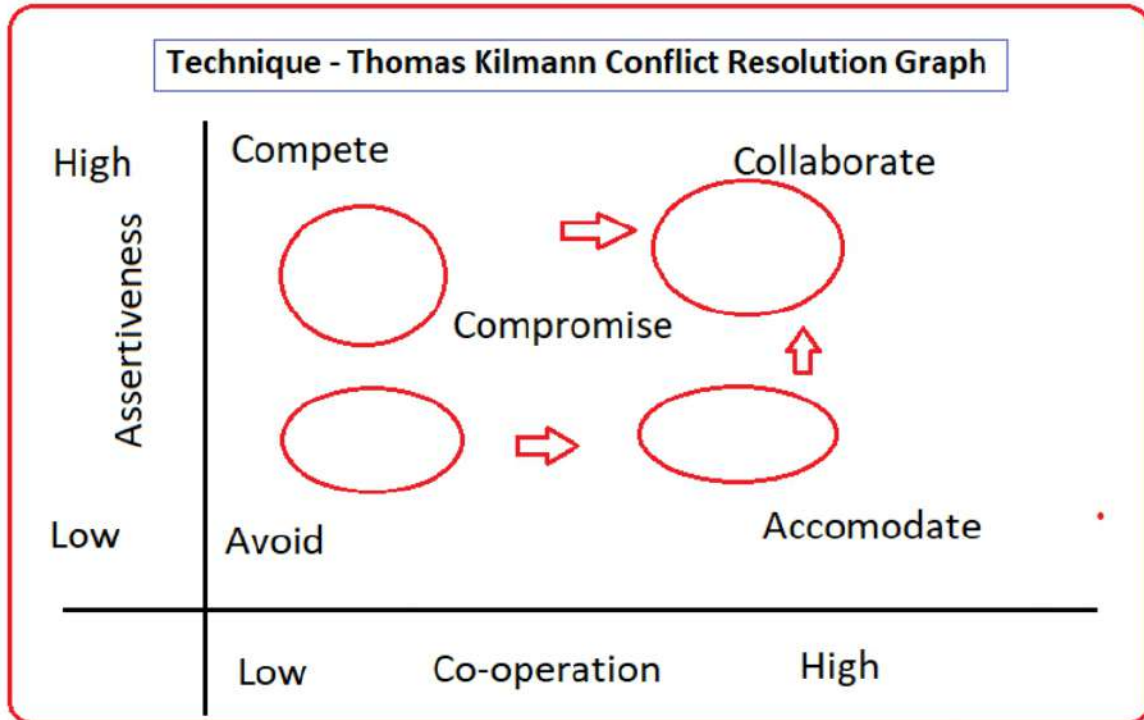 Technique - Thomas Kilmann Conflict Resolution Graph
High
Compete
Collaborate
Assertiveness
Compromise
Low
Avoid
Accomodate
Low
Co-operation
High